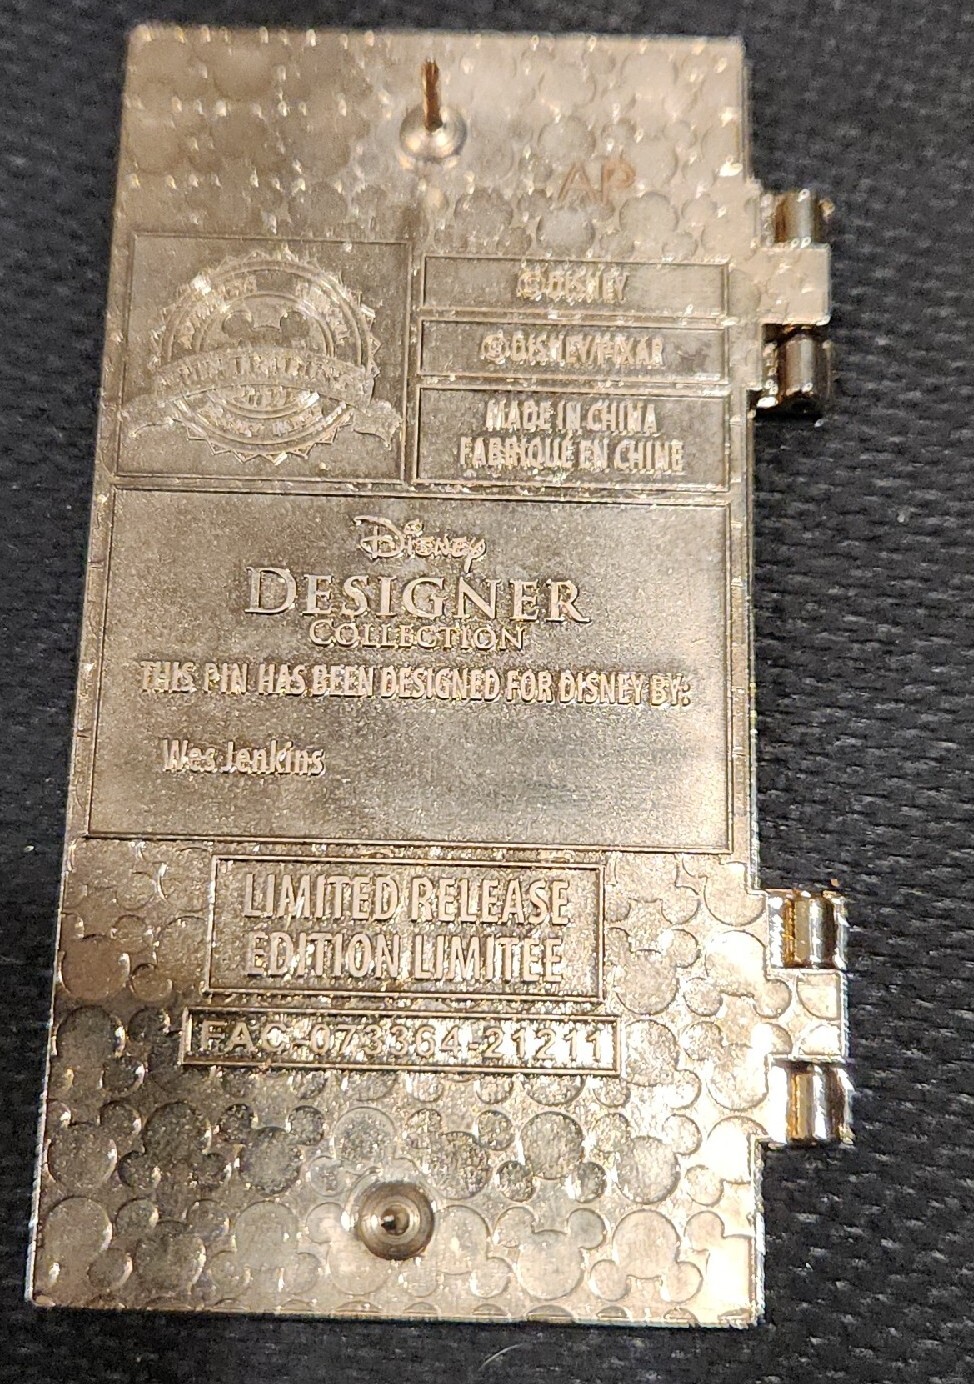 AP
©DISNEY
©DISNEY/PIXAR
MADE IN CHINA
FABRIQUÉ EN CHINE
Disney
DESIGNER
COLLECTION
THIS PIN HAS BEEN DESIGNED FOR DISNEY BY:
Wes Jenkins
LIMITED RELEASE
EDITION LIMITÉE
FAC-073364-21211